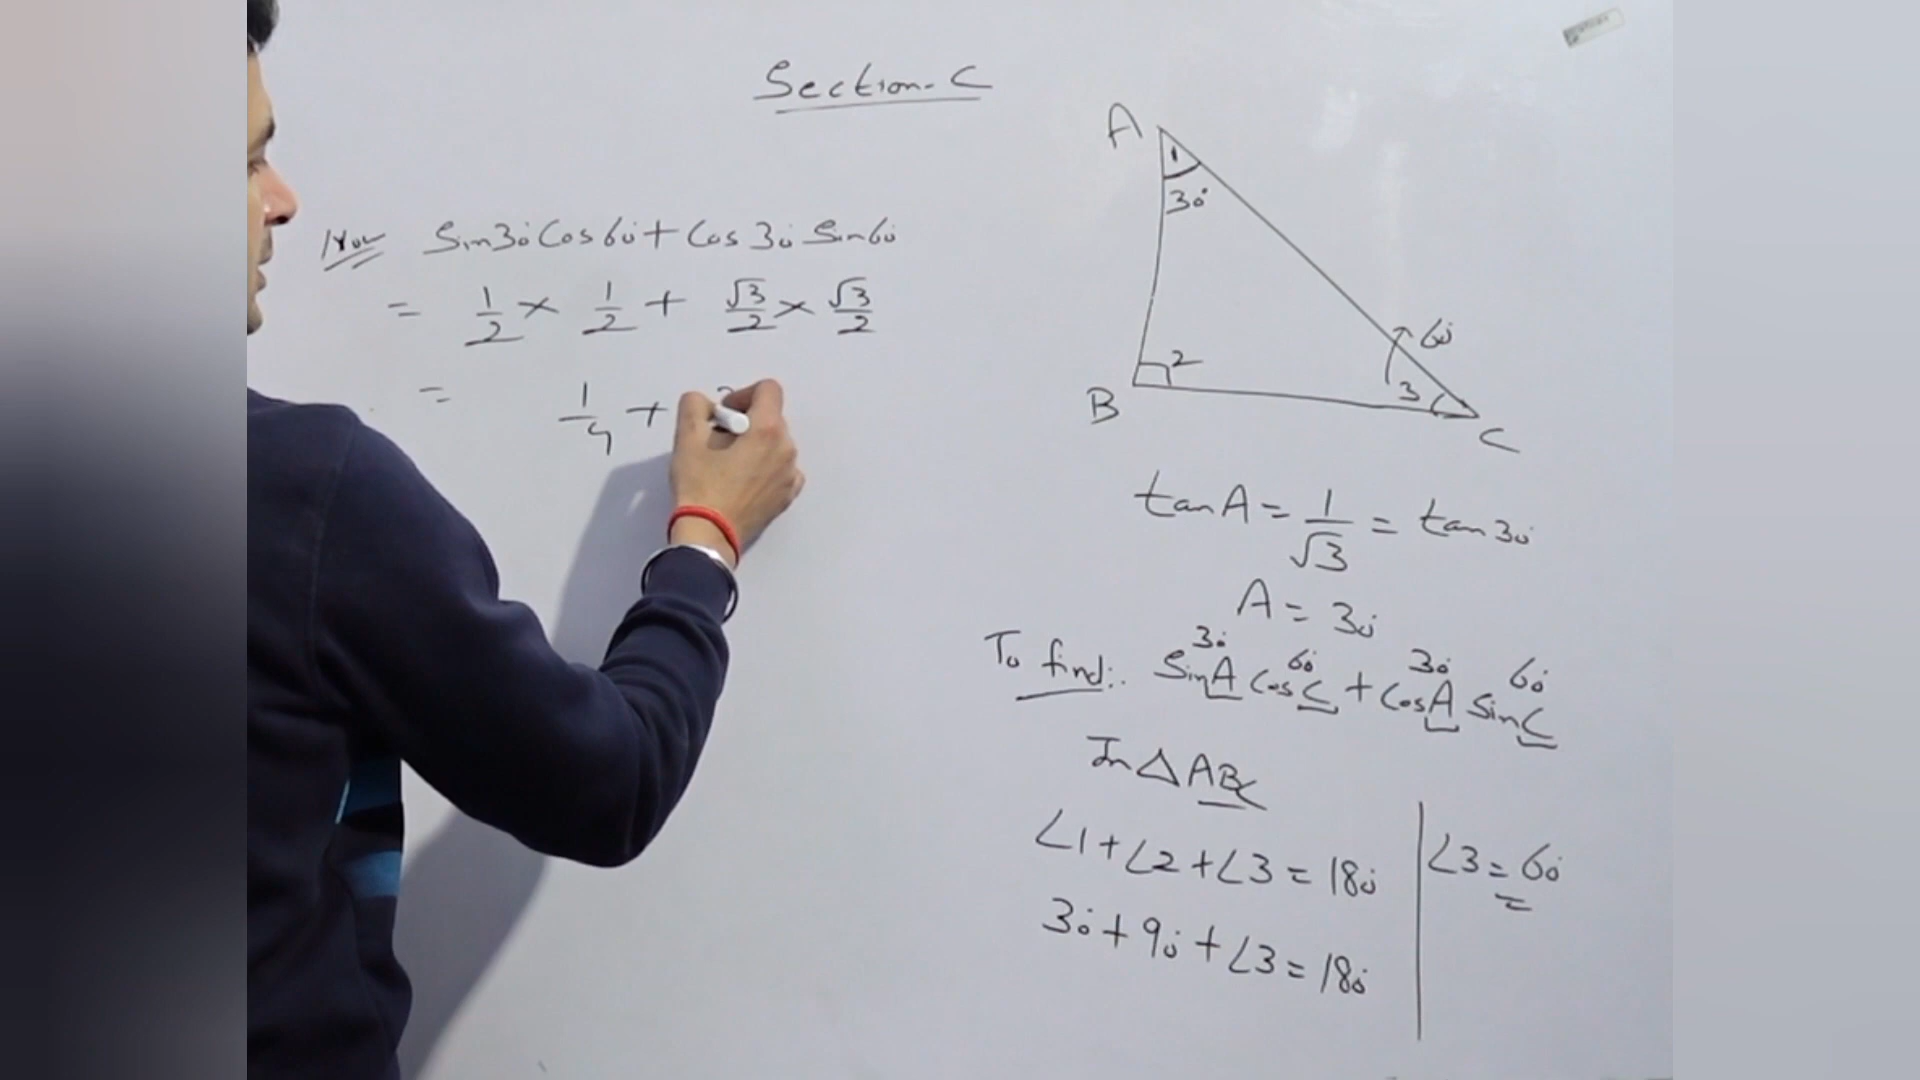 Section-C
Now Sin30° Cos60° + Cos30° Sin60°
= 1/2 × 1/2 + √3/2 × √3/2
= 1/4 +
A
1
30°
60°
2
3
B
C
tanA = 1/√3 = tan30°
A = 30°
30° 60° 30° 60°
To find:. SinA CosC + CosA SinC
In △ ABC
∠1 + ∠2 + ∠3 = 180°
30° + 90° + ∠3 = 180°
∠3 = 60°